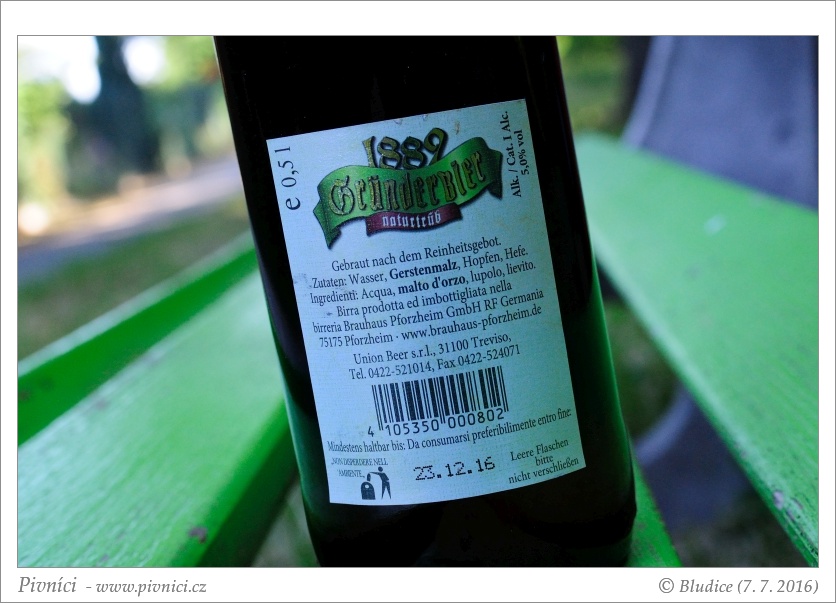 e 0,5 l
1889
Gründerbier
naturtrüb
Alk. / Cat. I Alc.
5,0% vol
Gebraut nach dem Reinheitsgebot.
Zutaten: Wasser, Gerstenmalz, Hopfen, Hefe.
Ingredienti: Acqua, malto d'orzo, lupolo, lievito.
Birra prodotta ed imbottigliata nella
birreria Brauhaus Pforzheim GmbH RF Germania
75175 Pforzheim - www.brauhaus-pforzheim.de
Union Beer s.r.l., 31100 Treviso,
Tel. 0422-521014, Fax 0422-524071
4 105350 000802
Mindestens haltbar bis: Da consumarsi preferibilmente entro fine:
„NON DISPERDERE NELL
'AMBIENTE„
23.12.16
Leere Flaschen
bitte
nicht verschließen
Pivníci - www.pivnici.cz
© Bludice (7. 7. 2016)